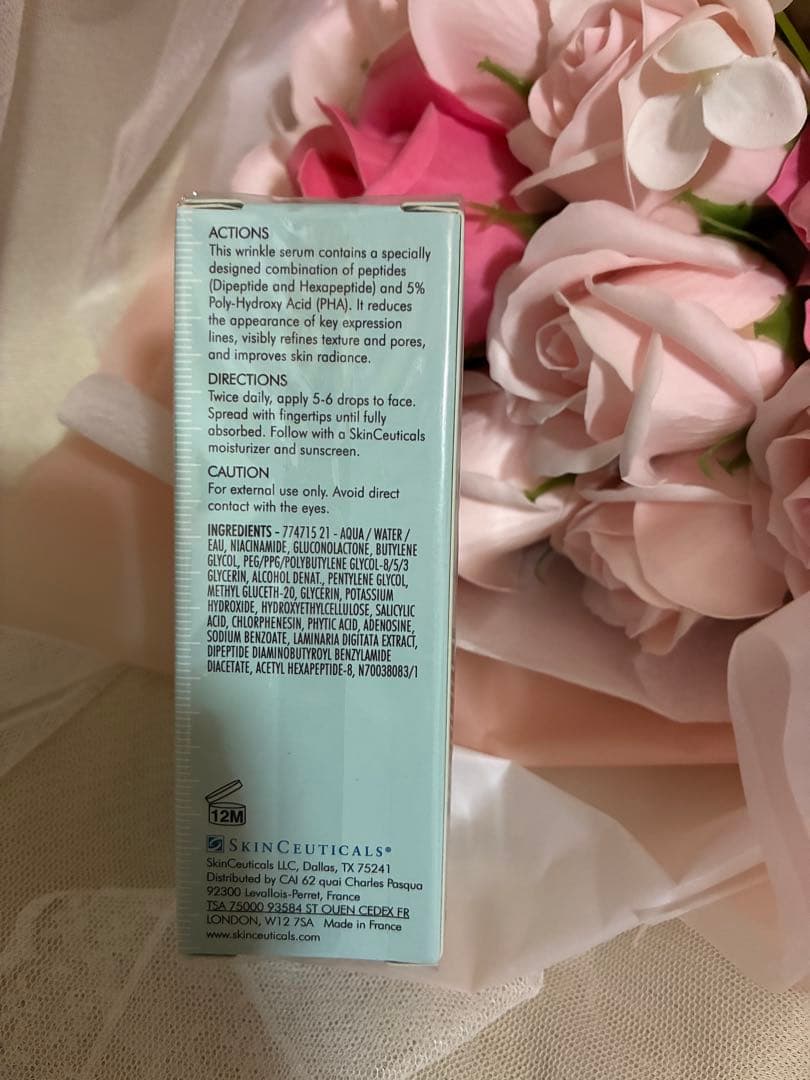 ACTIONS
This wrinkle serum contains a specially
designed combination of peptides
(Dipeptide and Hexapeptide) and 5%
Poly-Hydroxy Acid (PHA). It reduces
the appearance of key expression
lines, visibly refines texture and pores,
and improves skin radiance.
DIRECTIONS
Twice daily, apply 5-6 drops to face.
Spread with fingertips until fully
absorbed. Follow with a SkinCeuticals
moisturizer and sunscreen.
CAUTION
For external use only. Avoid direct
contact with the eyes.
INGREDIENTS - 774715 21 - AQUA / WATER /
EAU, NIACINAMIDE, GLUCONOLACTONE, BUTYLENE
GLYCOL, PEG/PPG/POLYBUTYLENE GLYCOL-8/5/3
GLYCERIN, ALCOHOL DENAT., PENTYLENE GLYCOL,
METHYL GLUCETH-20, GLYCERIN, POTASSIUM
HYDROXIDE, HYDROXYETHYLCELLULOSE, SALICYLIC
ACID, CHLORPHENESIN, PHYTIC ACID, ADENOSINE,
SODIUM BENZOATE, LAMINARIA DIGITATA EXTRACT,
DIPEPTIDE DIAMINOBUTYROYL BENZYLAMIDE
DIACETATE, ACETYL HEXAPEPTIDE-8, N70038083/1
12M
SKINCEUTICALS®
SkinCeuticals LLC, Dallas, TX 75241
Distributed by CAI 62 quai Charles Pasqua
92300 Levallois-Perret, France
TSA 75000 93584 ST OUEN CEDEX FR
LONDON, W12 7SA Made in France
www.skinceuticals.com